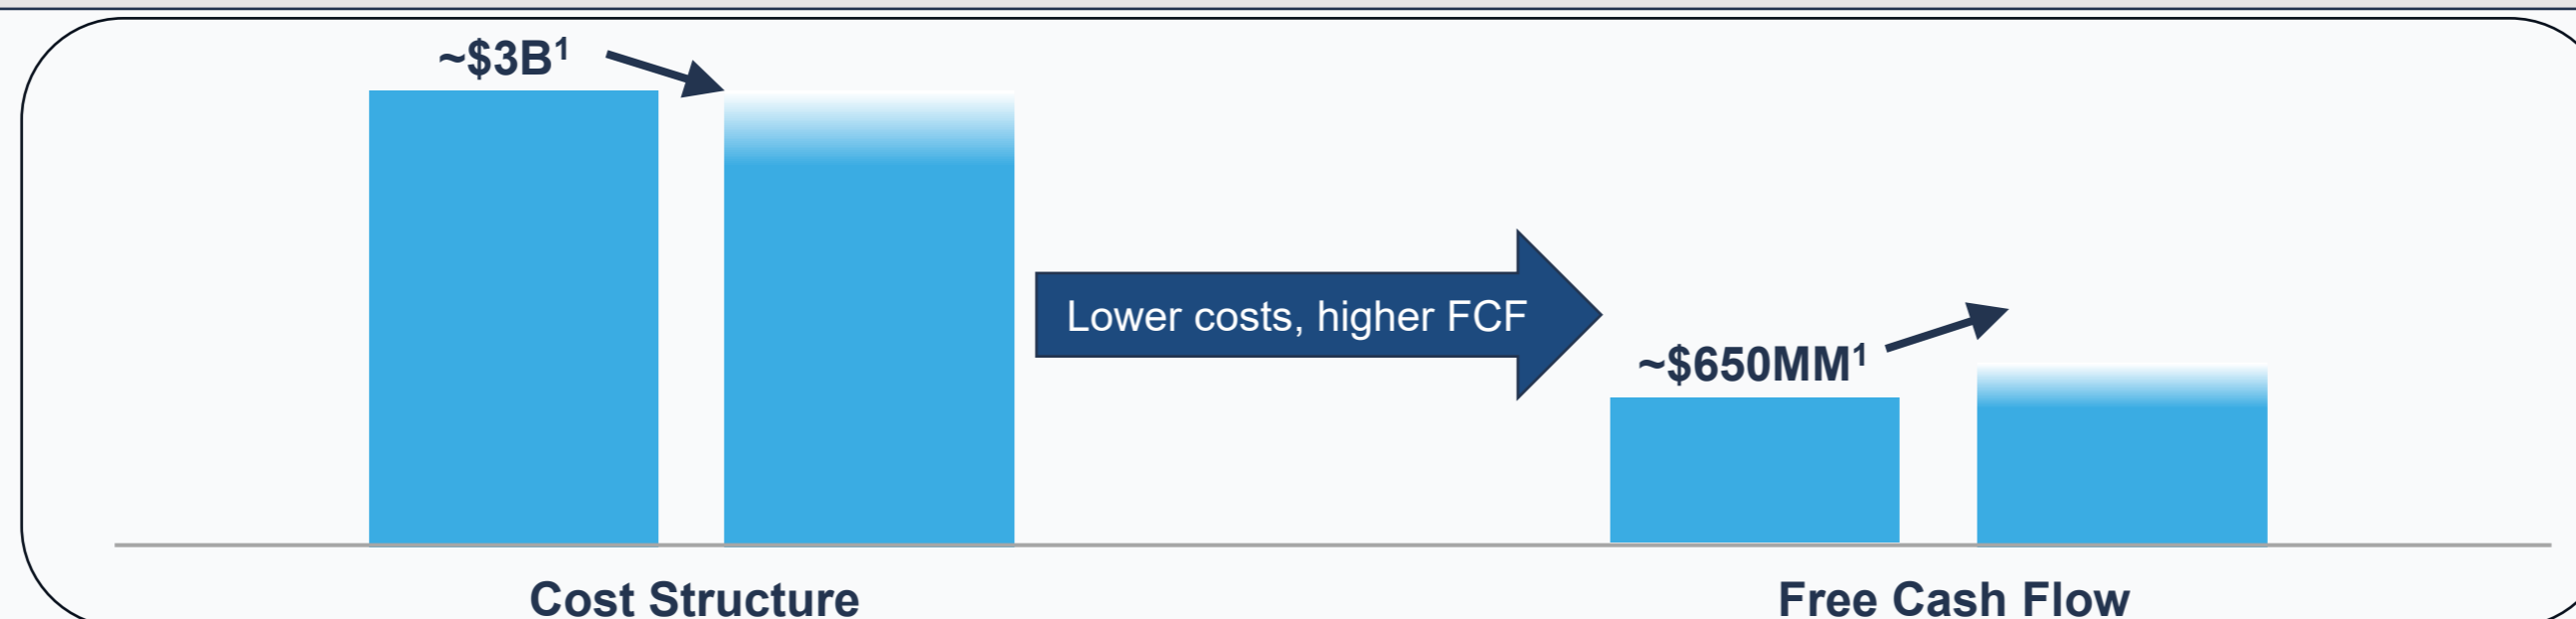 ~$3B¹
Lower costs, higher FCF
~$650MM¹
Cost Structure
Free Cash Flow